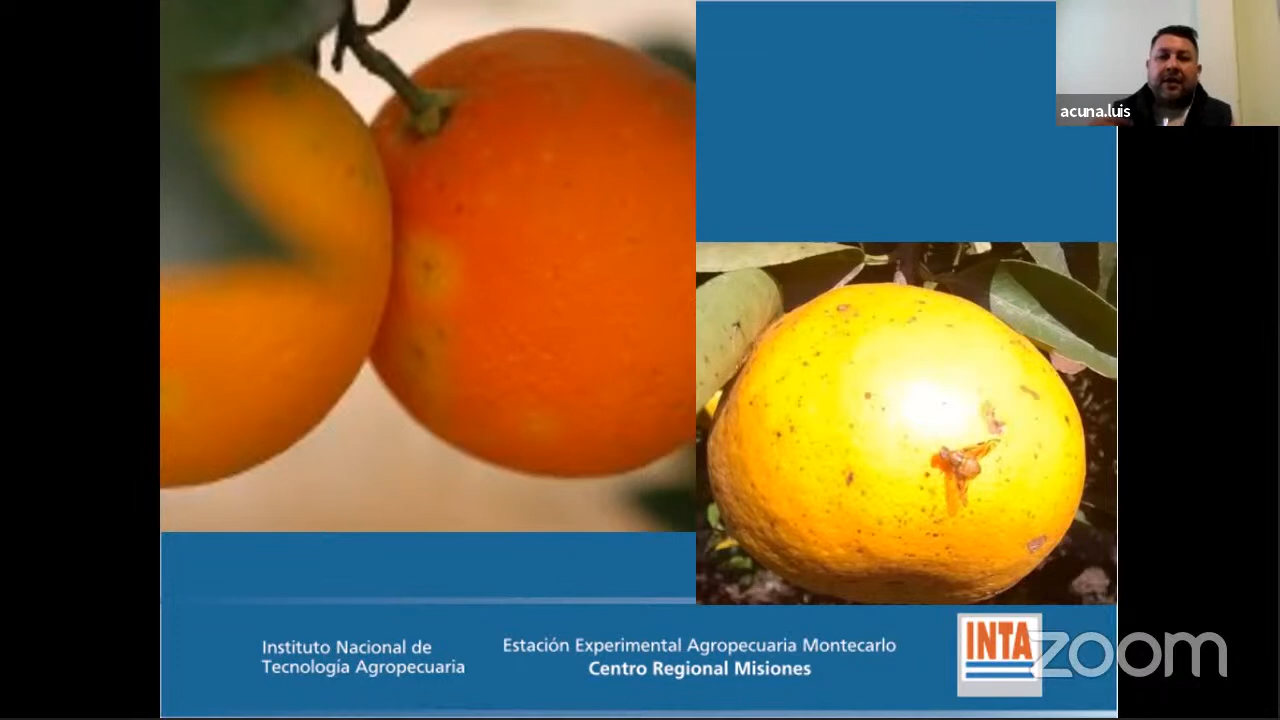 acuna.luis
Instituto Nacional de
Tecnología Agropecuaria
Estación Experimental Agropecuaria Montecarlo
Centro Regional Misiones
INTA
zoom